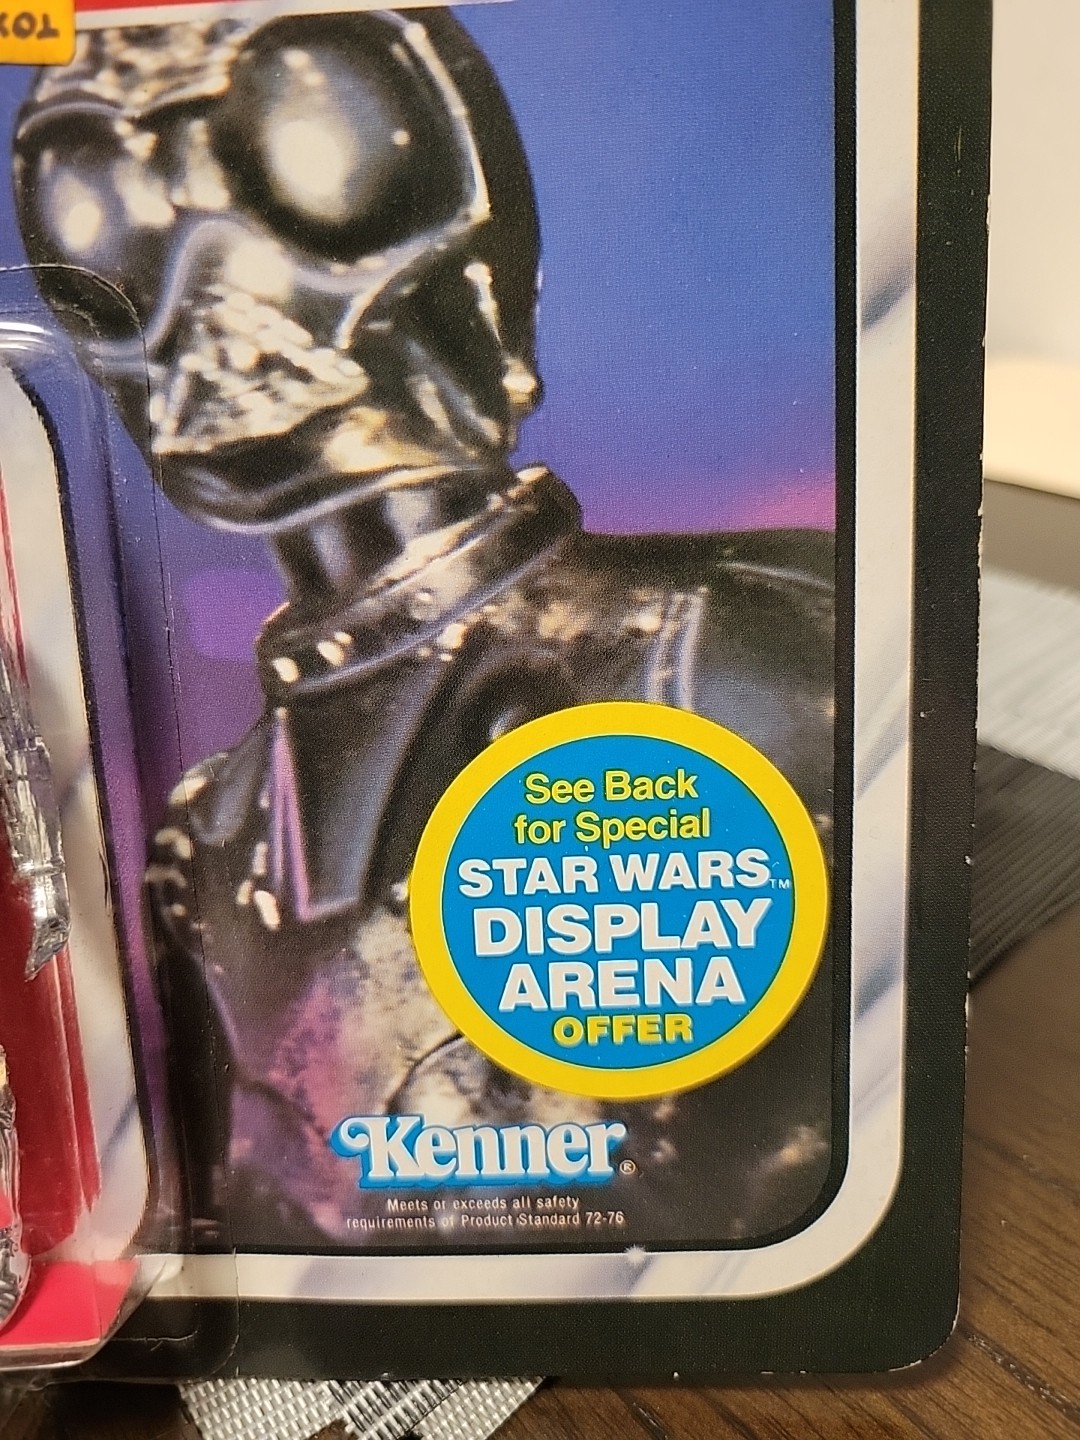 See Back
for Special
STAR WARS™
DISPLAY
ARENA
OFFER
Kenner®
Meets or exceeds all safety
requirements of Product Standard 72-76